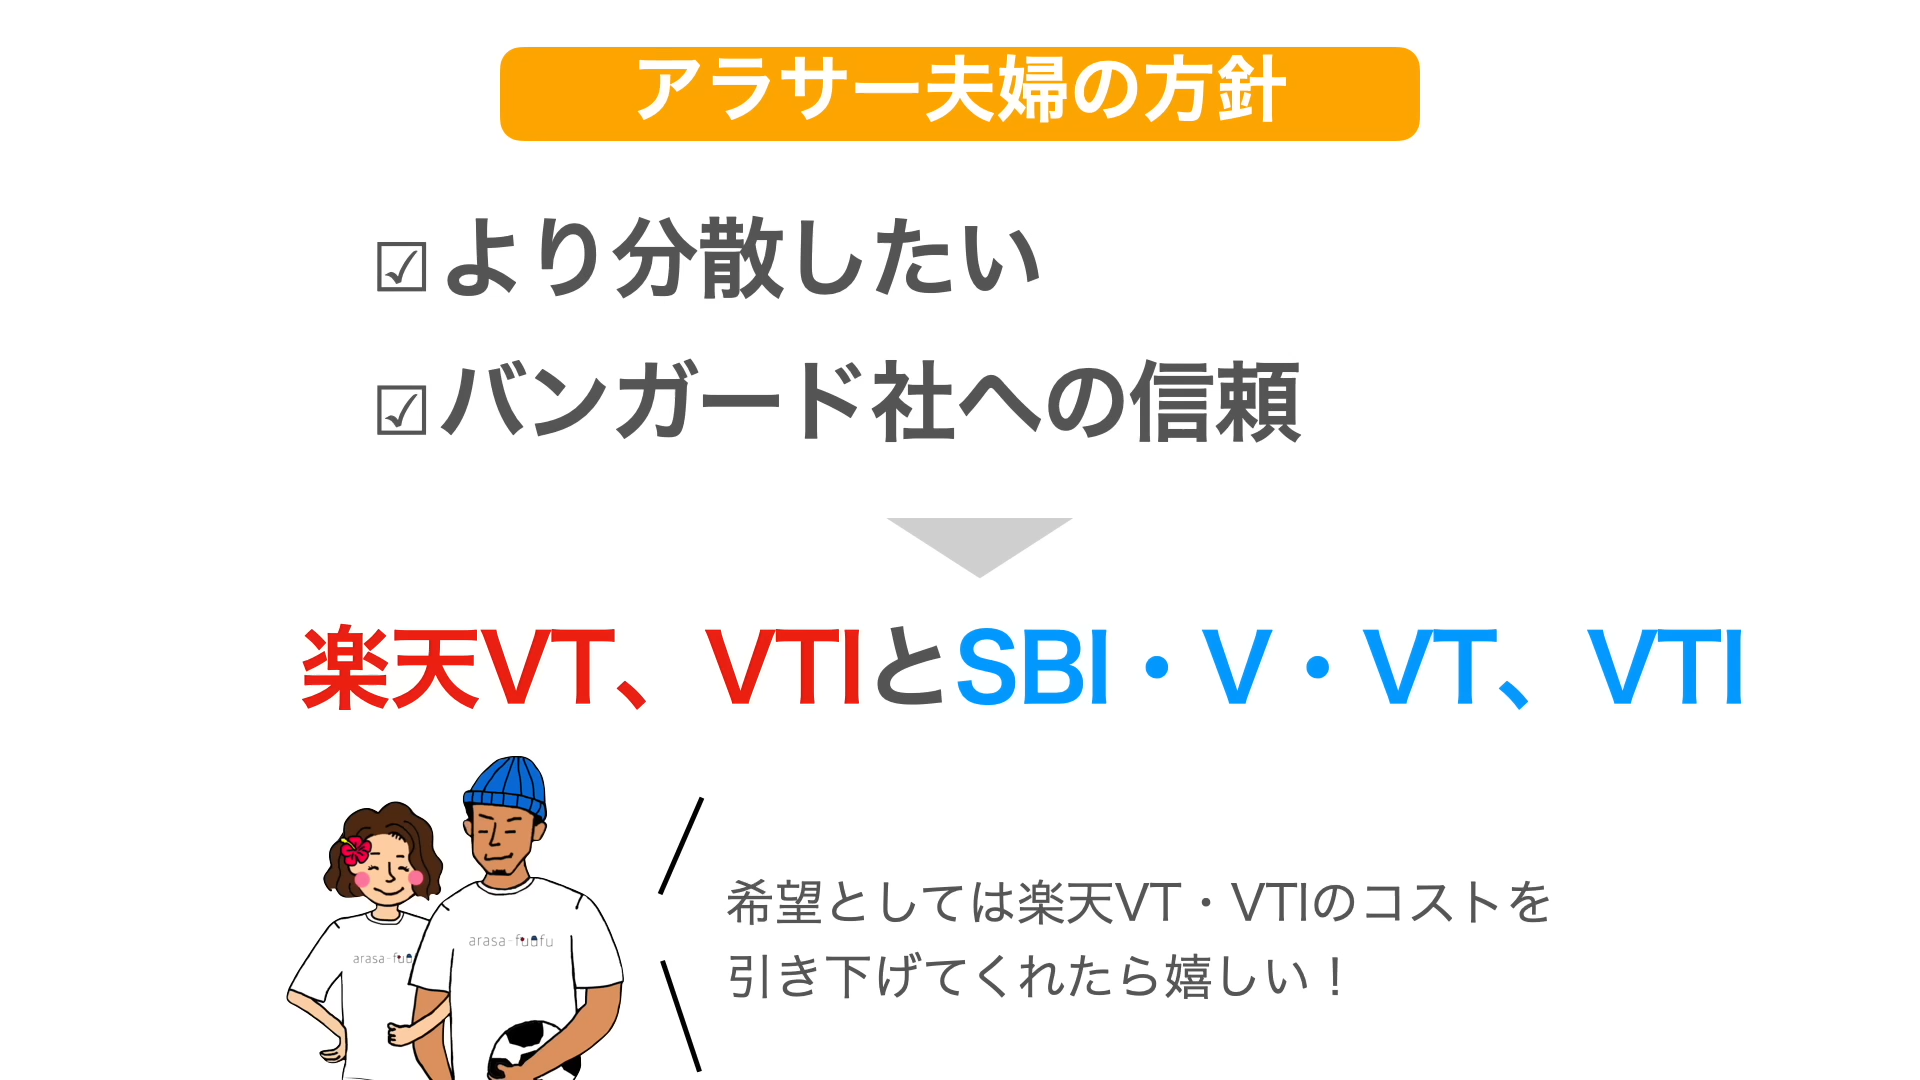 アラサー夫婦の方針
☑より分散したい
☑バンガード社への信頼
楽天VT、VTIとSBI・V・VT、VTI
arasa-fuufu
arasa-fuu
希望としては楽天VT・VTIのコストを
引き下げてくれたら嬉しい！